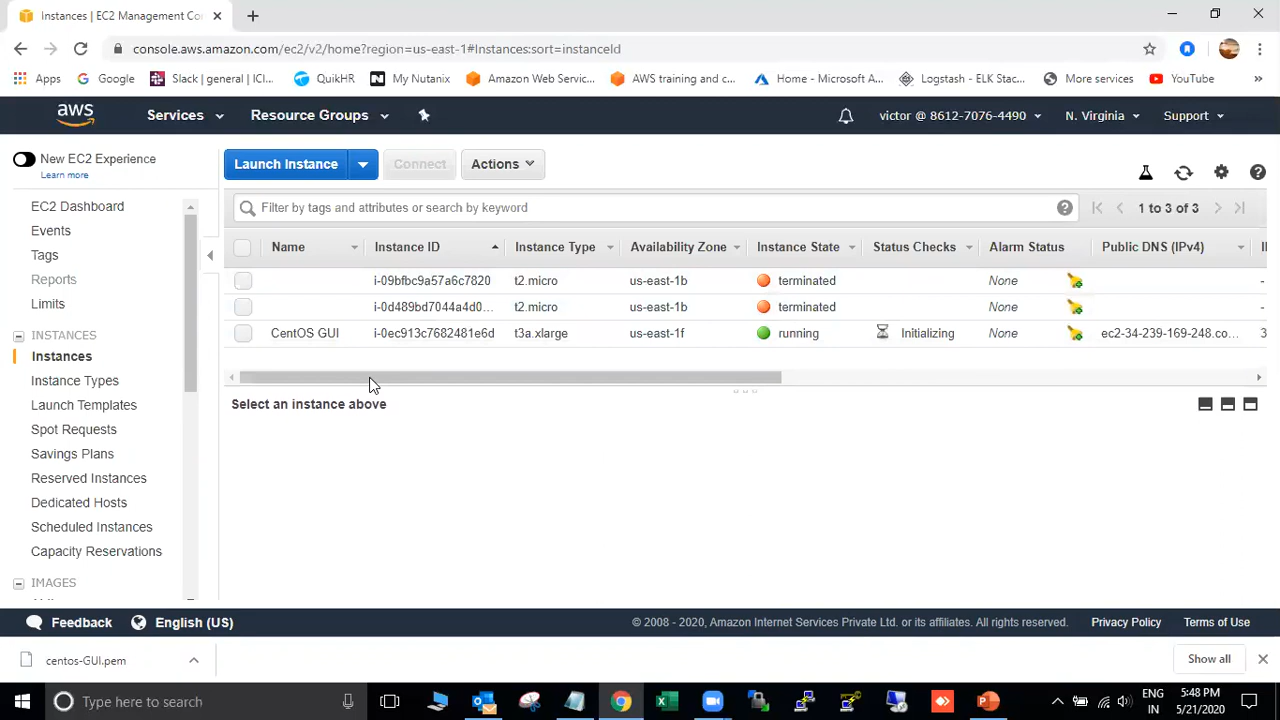 Instances | EC2 Management Co
console.aws.amazon.com/ec2/v2/home?region=us-east-1#Instances:sort=instanceId
Apps Google Slack | general | ICI... QuikHR My Nutanix Amazon Web Servic... AWS training and c... Home - Microsoft A... Logstash - ELK Stac... More services YouTube »
aws Services Resource Groups victor @ 8612-7076-4490 N. Virginia Support
New EC2 Experience
Learn more
EC2 Dashboard
Events
Tags
Reports
Limits
INSTANCES
Instances
Instance Types
Launch Templates
Spot Requests
Savings Plans
Reserved Instances
Dedicated Hosts
Scheduled Instances
Capacity Reservations
IMAGES
Launch Instance Connect Actions
Filter by tags and attributes or search by keyword
1 to 3 of 3
Name Instance ID Instance Type Availability Zone Instance State Status Checks Alarm Status Public DNS (IPv4)
i-09bfbc9a57a6c7820 t2.micro us-east-1b terminated None -
i-0d489bd7044a4d0... t2.micro us-east-1b terminated None -
CentOS GUI i-0ec913c7682481e6d t3a.xlarge us-east-1f running Initializing None ec2-34-239-169-248.co... 3
Select an instance above
Feedback English (US) © 2008 - 2020, Amazon Internet Services Private Ltd. or its affiliates. All rights reserved. Privacy Policy Terms of Use
centos-GUI.pem Show all
Type here to search
ENG
IN
5:48 PM
5/21/2020